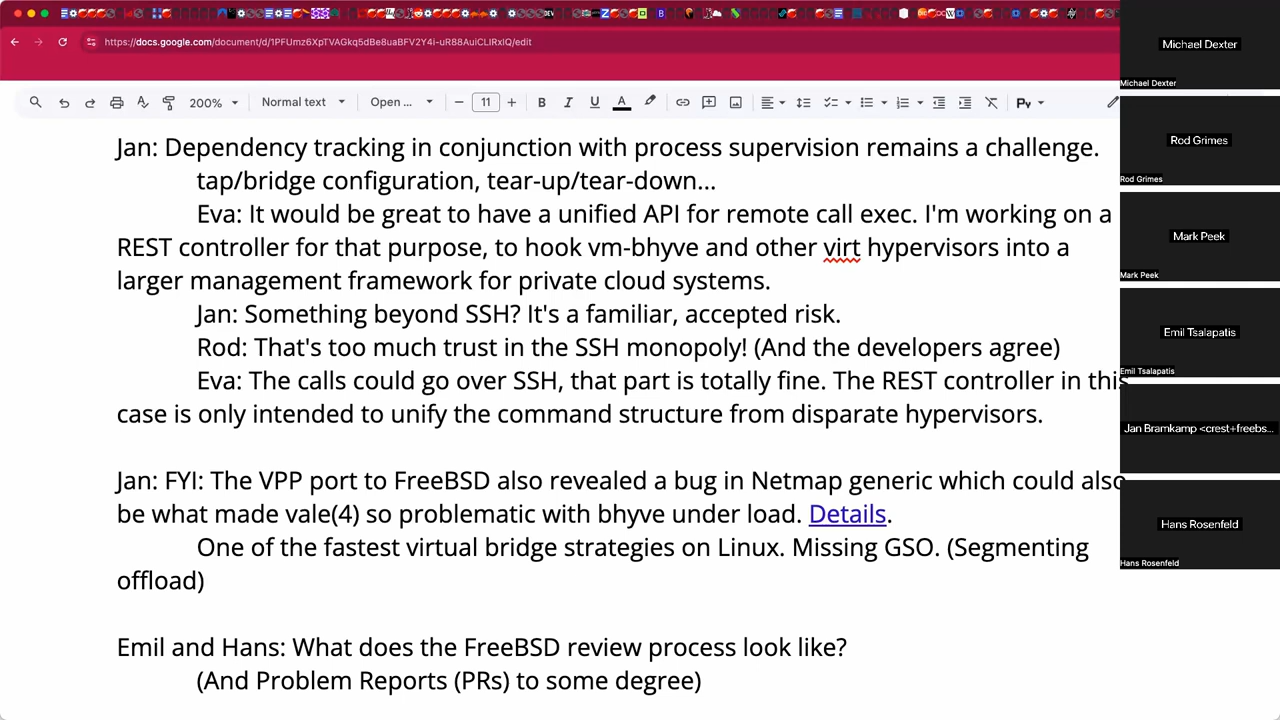 https://docs.google.com/document/d/1PFUmz6XpTVAGkq5dBe8uaBFV2Y4i-uR88AuiCLIRxIQ/edit
200%
Normal text
Open ...
11
Jan: Dependency tracking in conjunction with process supervision remains a challenge.
tap/bridge configuration, tear-up/tear-down...
Eva: It would be great to have a unified API for remote call exec. I'm working on a
REST controller for that purpose, to hook vm-bhyve and other virt hypervisors into a
larger management framework for private cloud systems.
Jan: Something beyond SSH? It's a familiar, accepted risk.
Rod: That's too much trust in the SSH monopoly! (And the developers agree)
Eva: The calls could go over SSH, that part is totally fine. The REST controller in this
case is only intended to unify the command structure from disparate hypervisors.
Jan: FYI: The VPP port to FreeBSD also revealed a bug in Netmap generic which could also
be what made vale(4) so problematic with bhyve under load. Details.
One of the fastest virtual bridge strategies on Linux. Missing GSO. (Segmenting
offload)
Emil and Hans: What does the FreeBSD review process look like?
(And Problem Reports (PRs) to some degree)
Michael Dexter
Michael Dexter
Rod Grimes
Rod Grimes
Mark Peek
Mark Peek
Emil Tsalapatis
Emil Tsalapatis
Jan Bramkamp <crest+freebs...
Hans Rosenfeld
Hans Rosenfeld